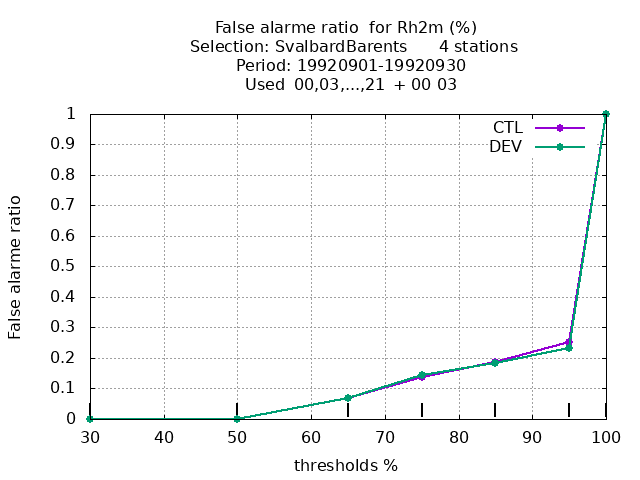 False alarme ratio  for Rh2m (%)
Selection: SvalbardBarents      4 stations
Period: 19920901-19920930
Used  00,03,...,21  + 00 03
1
0.9
0.8
0.7
0.6
0.5
0.4
0.3
0.2
0.1
0
False alarme ratio
CTL
DEV
30 40 50 60 70 80 90 100
thresholds %